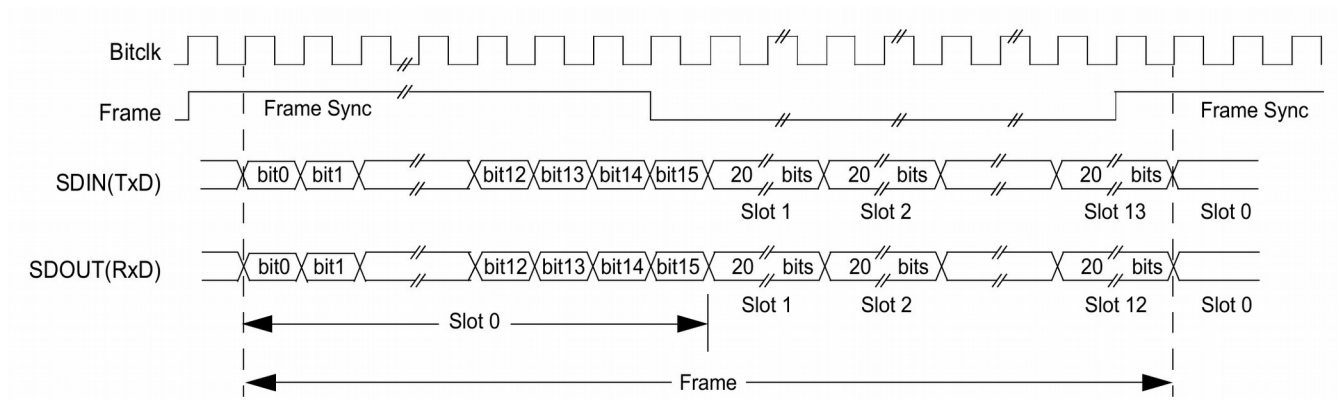 Bitclk
Frame Frame Sync Frame Sync
SDIN(TxD) bit0 bit1 bit12 bit13 bit14 bit15 20 bits 20 bits 20 bits
Slot 1 Slot 2 Slot 13 Slot 0
SDOUT(RxD) bit0 bit1 bit12 bit13 bit14 bit15 20 bits 20 bits 20 bits
Slot 1 Slot 2 Slot 12 Slot 0
Slot 0
Frame